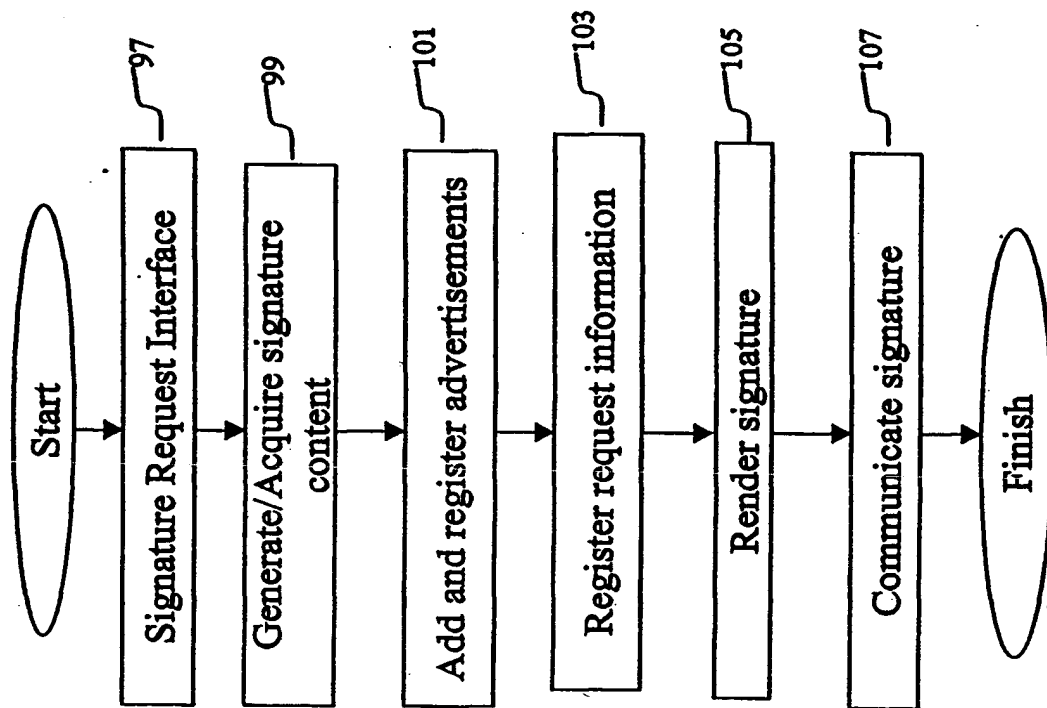 Start
Signature Request Interface
97
Generate/Acquire signature
content
99
Add and register advertisements
101
Register request information
103
Render signature
105
Communicate signature
107
Finish